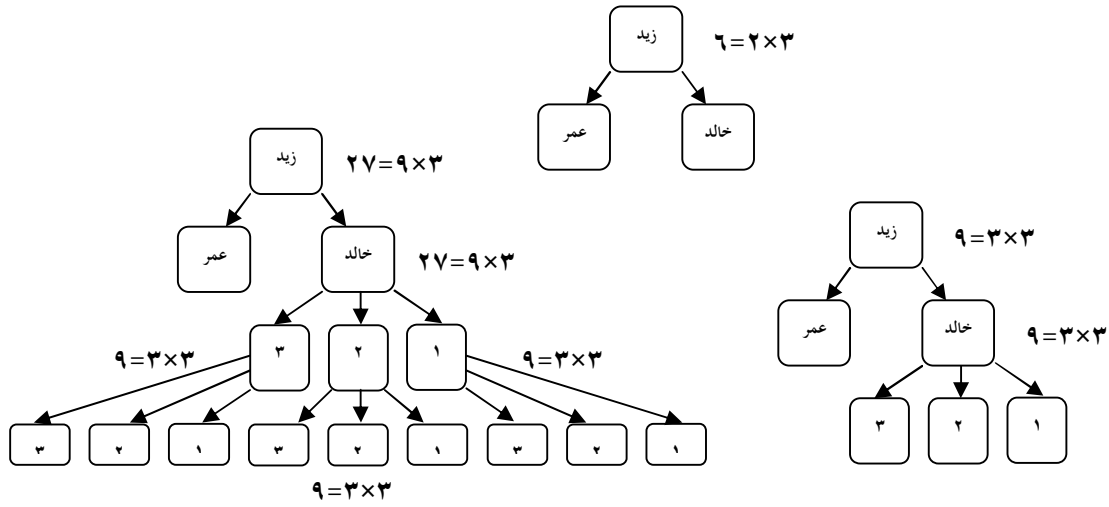 زيد
٣×٢=٦
خالد
عمر
زيد
٣×٣=٩
خالد
عمر
٣×٣=٩
١
٢
٣
زيد
٣×٩=٢٧
خالد
عمر
٣×٩=٢٧
١
٢
٣
٣×٣=٩
٣×٣=٩
١ ٢ ٣ ١ ٢ ٣ ١ ٢ ٣
٣×٣=٩